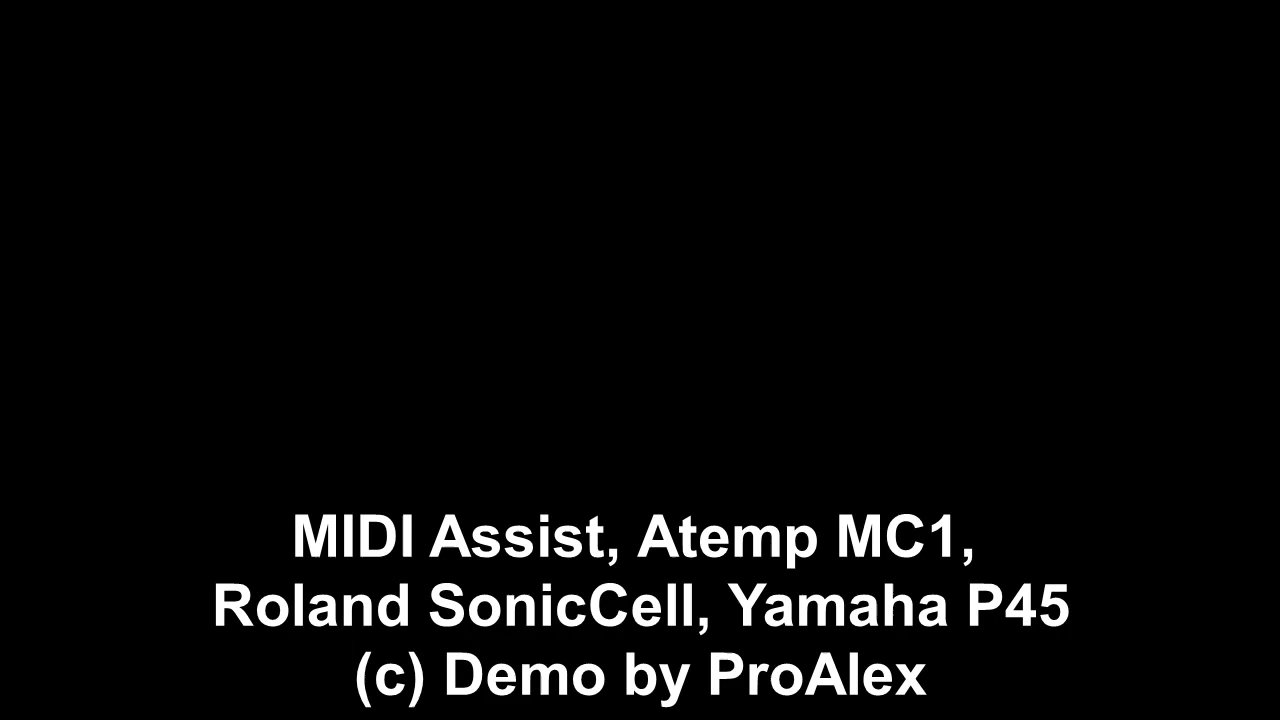 MIDI Assist, Atemp MC1,
Roland SonicCell, Yamaha P45
(c) Demo by ProAlex